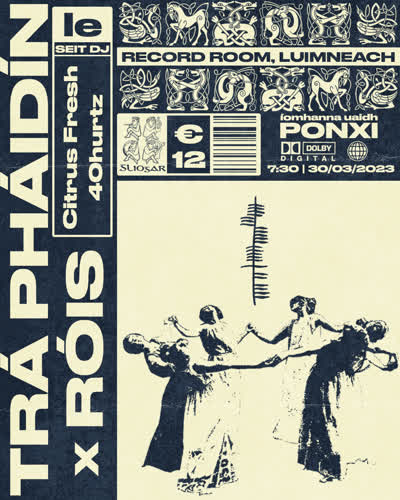 TRÁ PHÁIDÍN
x RÓIS
le
SEIT DJ
Citrus Fresh
40hurtz
RECORD ROOM, LUIMNEACH
SLIOGAR
€
12
íomhanna uaidh
PONXI
DOLBY
DIGITAL
7:30 | 30/03/2023